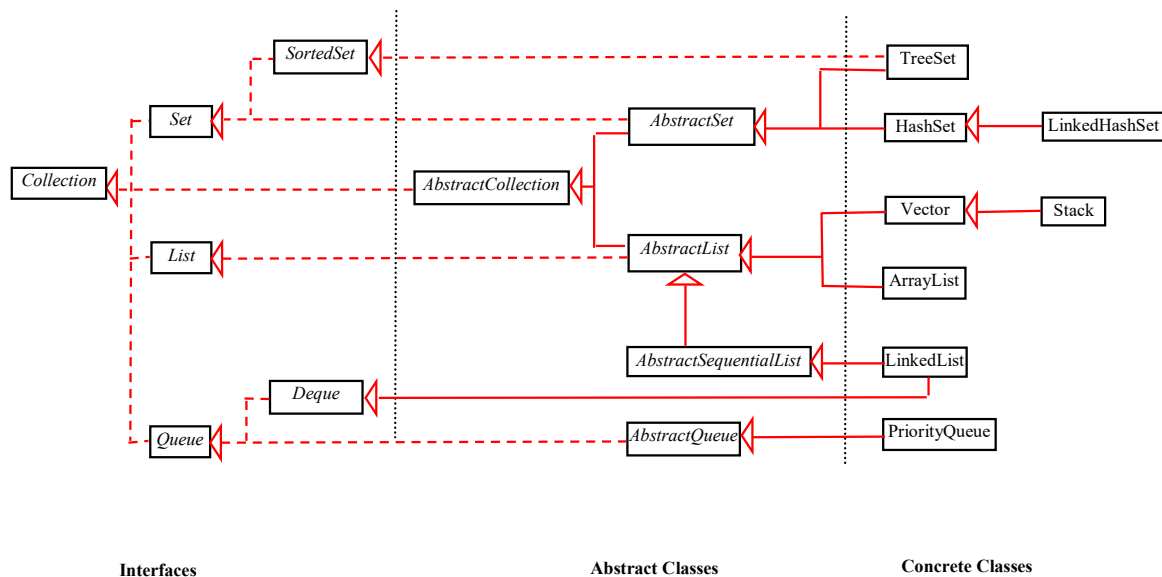 SortedSet
TreeSet
Set
AbstractSet
HashSet
LinkedHashSet
Collection
AbstractCollection
Vector
Stack
List
AbstractList
ArrayList
AbstractSequentialList
LinkedList
Deque
Queue
AbstractQueue
PriorityQueue
Interfaces
Abstract Classes
Concrete Classes